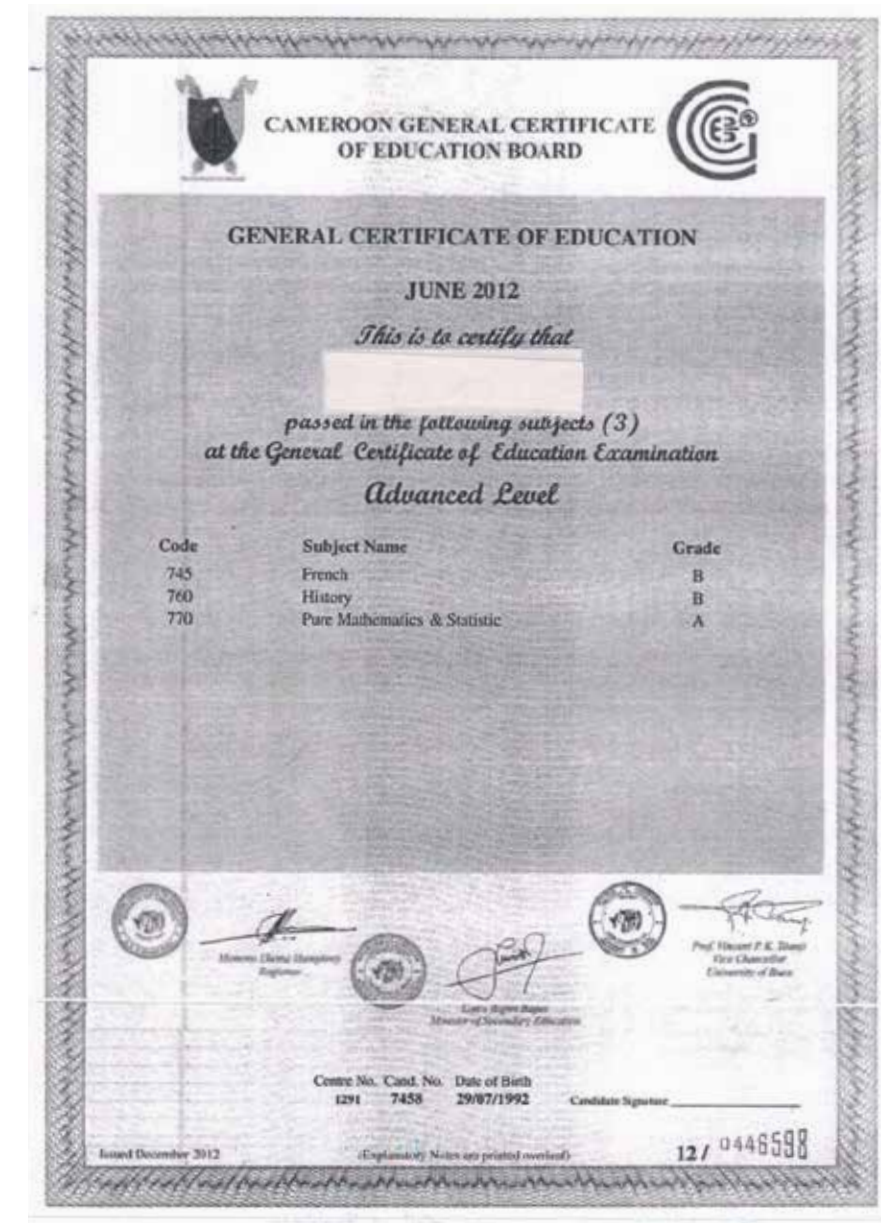 CAMEROON GENERAL CERTIFICATE
OF EDUCATION BOARD
GENERAL CERTIFICATE OF EDUCATION
JUNE 2012
This is to certify that
passed in the following subjects (3)
at the General Certificate of Education Examination
Advanced Level
Code Subject Name Grade
745 French B
760 History B
770 Pure Mathematics & Statistic A
Humphrey
Registrar
Minister of Secondary Education
Prof. Vincent P. K. Titanji
Vice Chancellor
University of Buea
Centre No. Cand. No. Date of Birth
1291 7458 29/07/1992 Candidate Signature
Issued December 2012 (Explanatory Notes are printed overleaf) 12/ 0446598